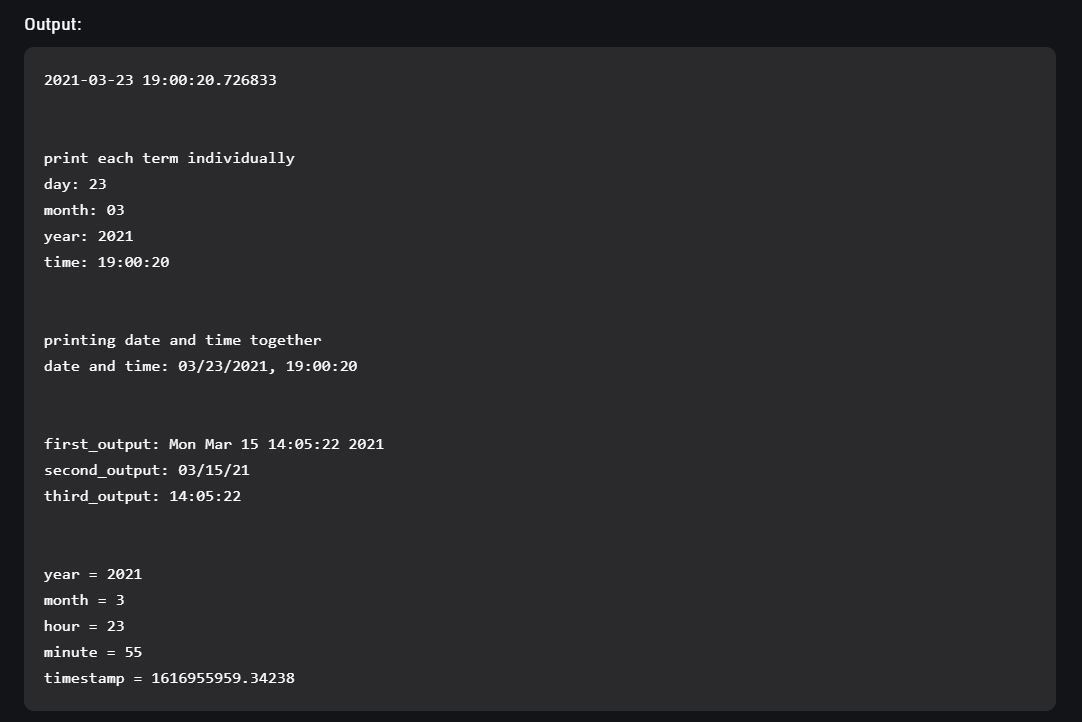 Output:
2021-03-23 19:00:20.726833
print each term individually
day: 23
month: 03
year: 2021
time: 19:00:20
printing date and time together
date and time: 03/23/2021, 19:00:20
first_output: Mon Mar 15 14:05:22 2021
second_output: 03/15/21
third_output: 14:05:22
year = 2021
month = 3
hour = 23
minute = 55
timestamp = 1616955959.34238